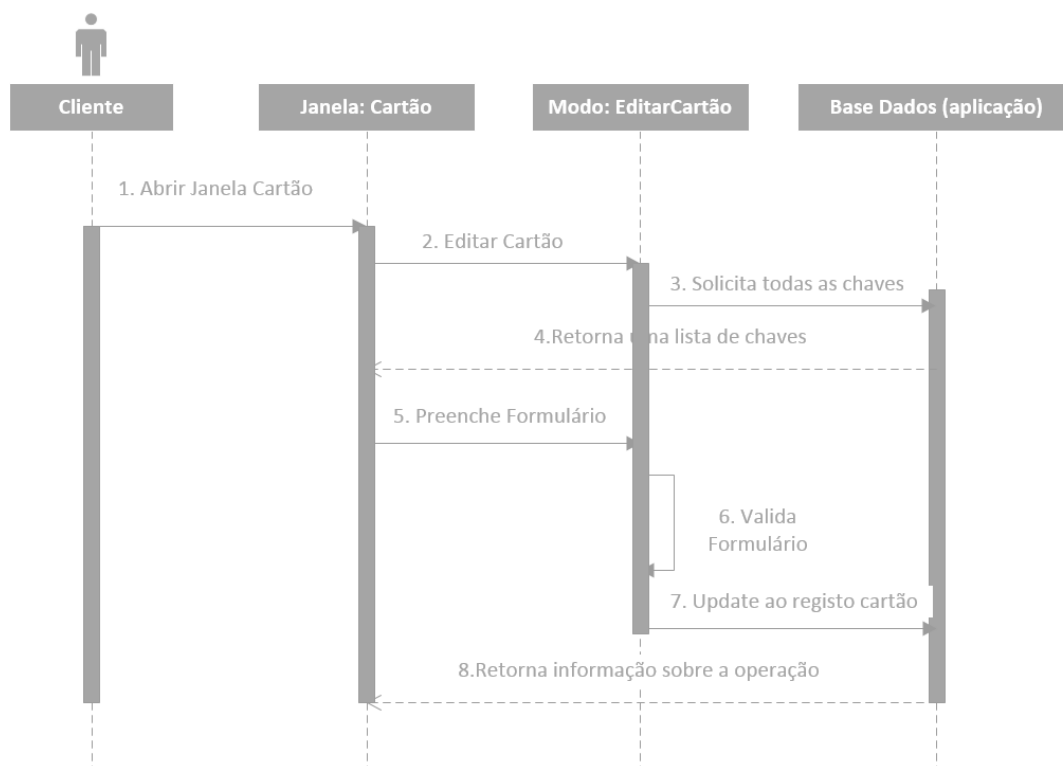 Cliente
Janela: Cartão
Modo: EditarCartão
Base Dados (aplicação)
1. Abrir Janela Cartão
2. Editar Cartão
3. Solicita todas as chaves
4.Retorna uma lista de chaves
5. Preenche Formulário
6. Valida
Formulário
7. Update ao registo cartão
8.Retorna informação sobre a operação